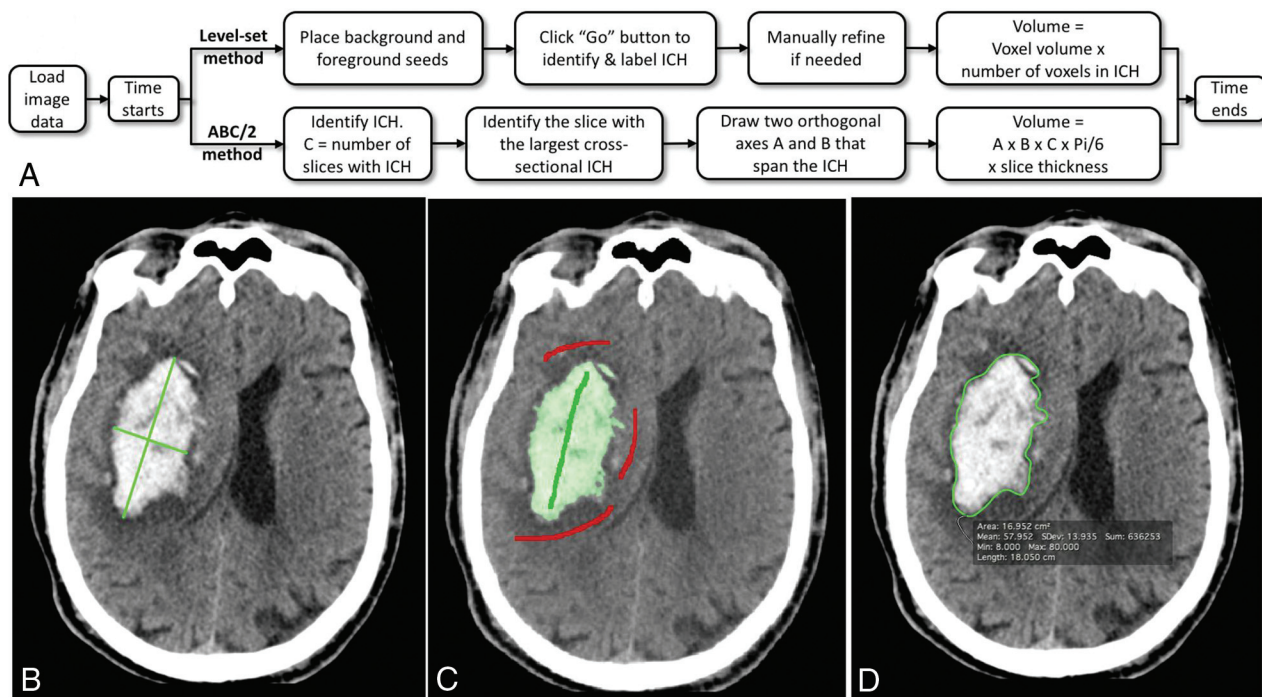 Level-set
method
Place background and
foreground seeds
Click “Go” button to
identify & label ICH
Manually refine
if needed
Volume =
Voxel volume x
number of voxels in ICH
Load
image
data
Time
starts
Time
ends
ABC/2
method
Identify ICH.
C = number of
slices with ICH
Identify the slice with
the largest cross-
sectional ICH
Draw two orthogonal
axes A and B that
span the ICH
Volume =
A x B x C x Pi/6
x slice thickness
A
B
C
D
Area: 16.952 cm²
Mean: 57.952 SDev: 13.935 Sum: 636253
Min: 8.000 Max: 80.000
Length: 18.050 cm